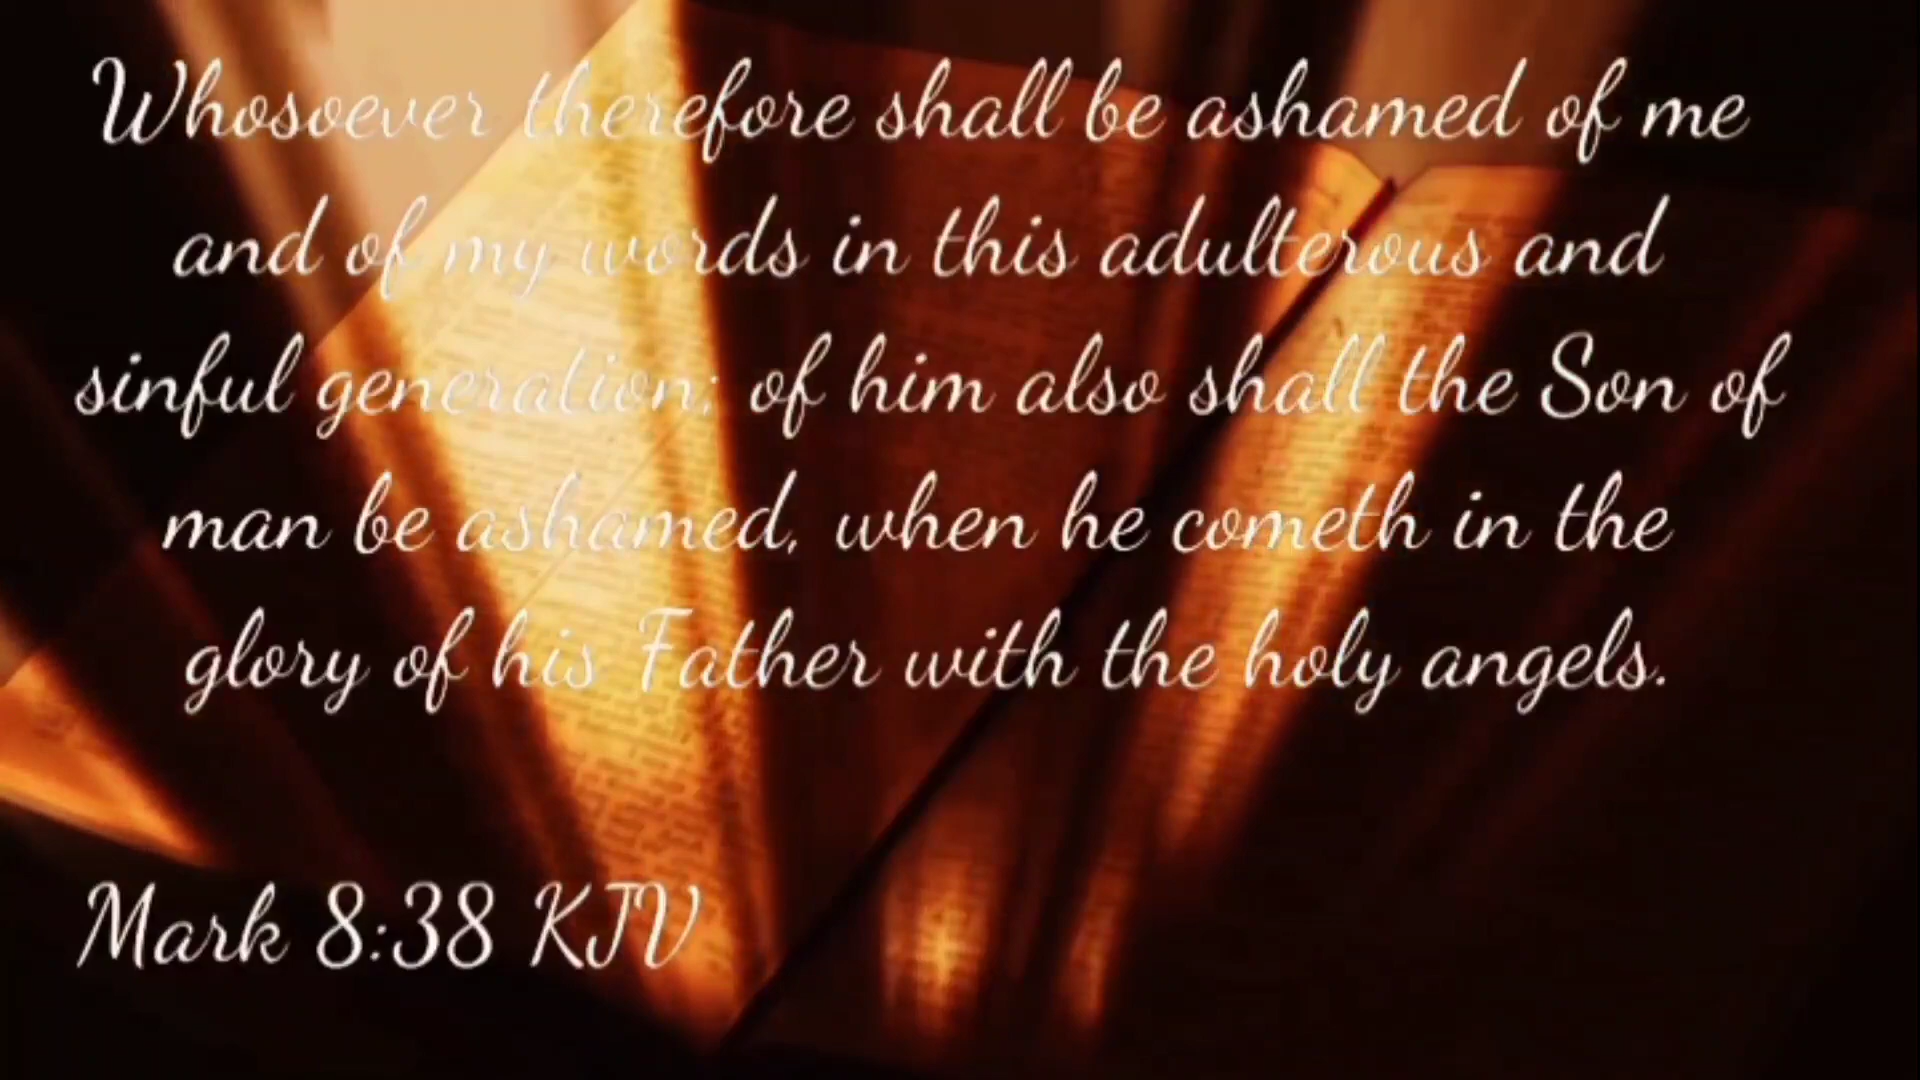 Whosoever therefore shall be ashamed of me
and of my words in this adulterous and
sinful generation; of him also shall the Son of
man be ashamed, when he cometh in the
glory of his Father with the holy angels.
Mark 8:38 KJV